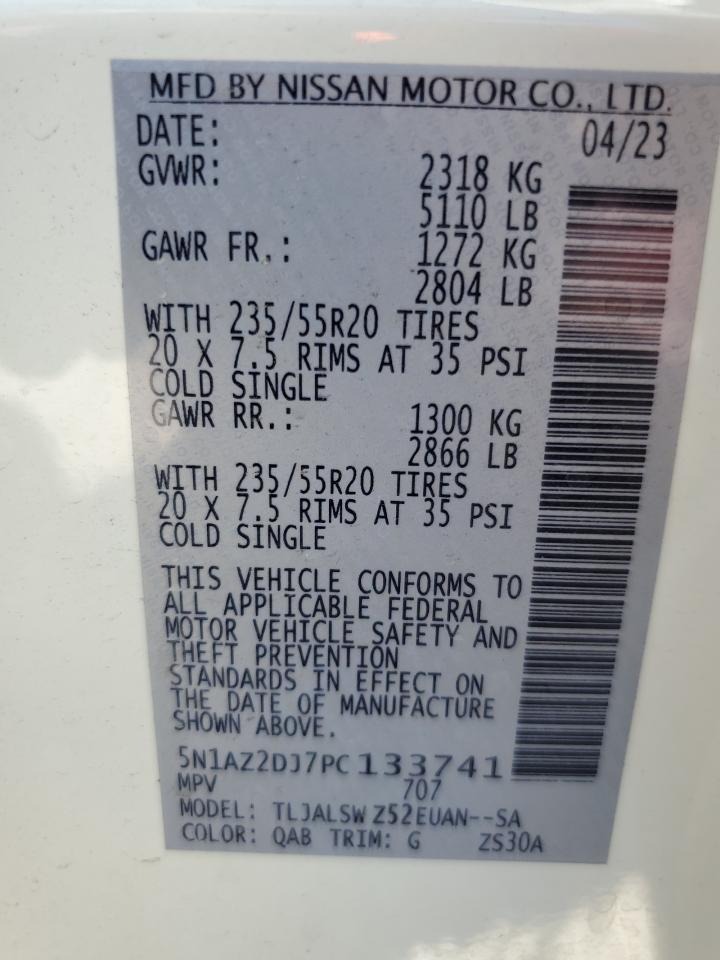 MFD BY NISSAN MOTOR CO., LTD.
DATE: 04/23
GVWR: 2318 KG
5110 LB
GAWR FR.: 1272 KG
2804 LB
WITH 235/55R20 TIRES
20 X 7.5 RIMS AT 35 PSI
COLD SINGLE
GAWR RR.: 1300 KG
2866 LB
WITH 235/55R20 TIRES
20 X 7.5 RIMS AT 35 PSI
COLD SINGLE
THIS VEHICLE CONFORMS TO
ALL APPLICABLE FEDERAL
MOTOR VEHICLE SAFETY AND
THEFT PREVENTION
STANDARDS IN EFFECT ON
THE DATE OF MANUFACTURE
SHOWN ABOVE.
5N1AZ2DJ7PC133741
MPV 707
MODEL: TLJALSW Z52EUAN--SA
COLOR: QAB TRIM: G ZS30A